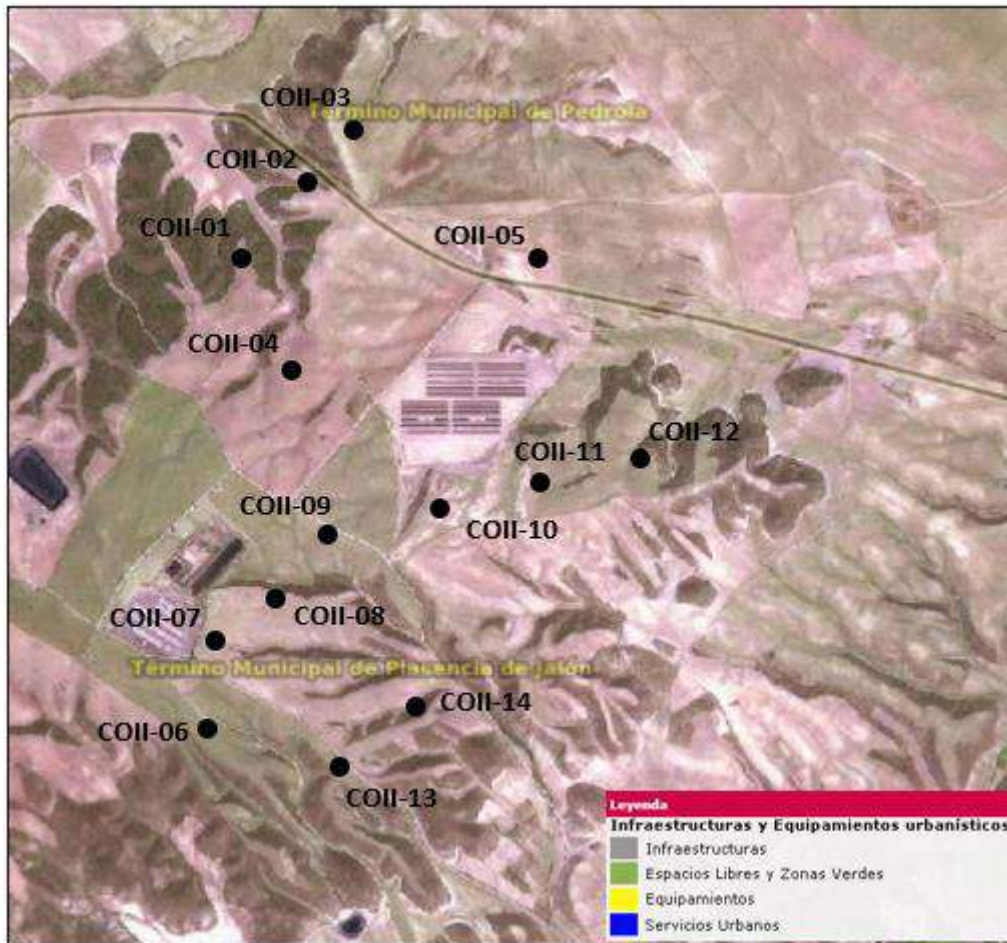 COII-03
Término Municipal de Pedrola
COII-02
COII-01
COII-05
COII-04
COII-12
COII-11
COII-09
COII-10
COII-08
COII-07
Término Municipal de Plasencia de Jalón
COII-14
COII-06
COII-13
Leyenda
Infraestructuras y Equipamientos urbanísticos
Infraestructuras
Espacios Libres y Zonas Verdes
Equipamientos
Servicios Urbanos